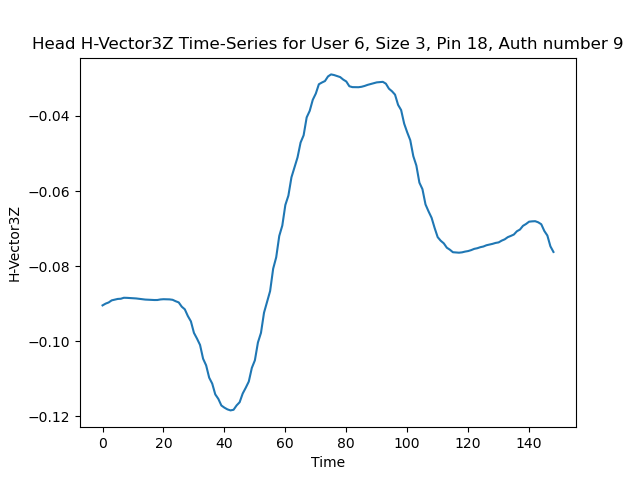 Head H-Vector3Z Time-Series for User 6, Size 3, Pin 18, Auth number 9
−0.04
−0.06
−0.08
−0.10
−0.12
H-Vector3Z
0 20 40 60 80 100 120 140
Time